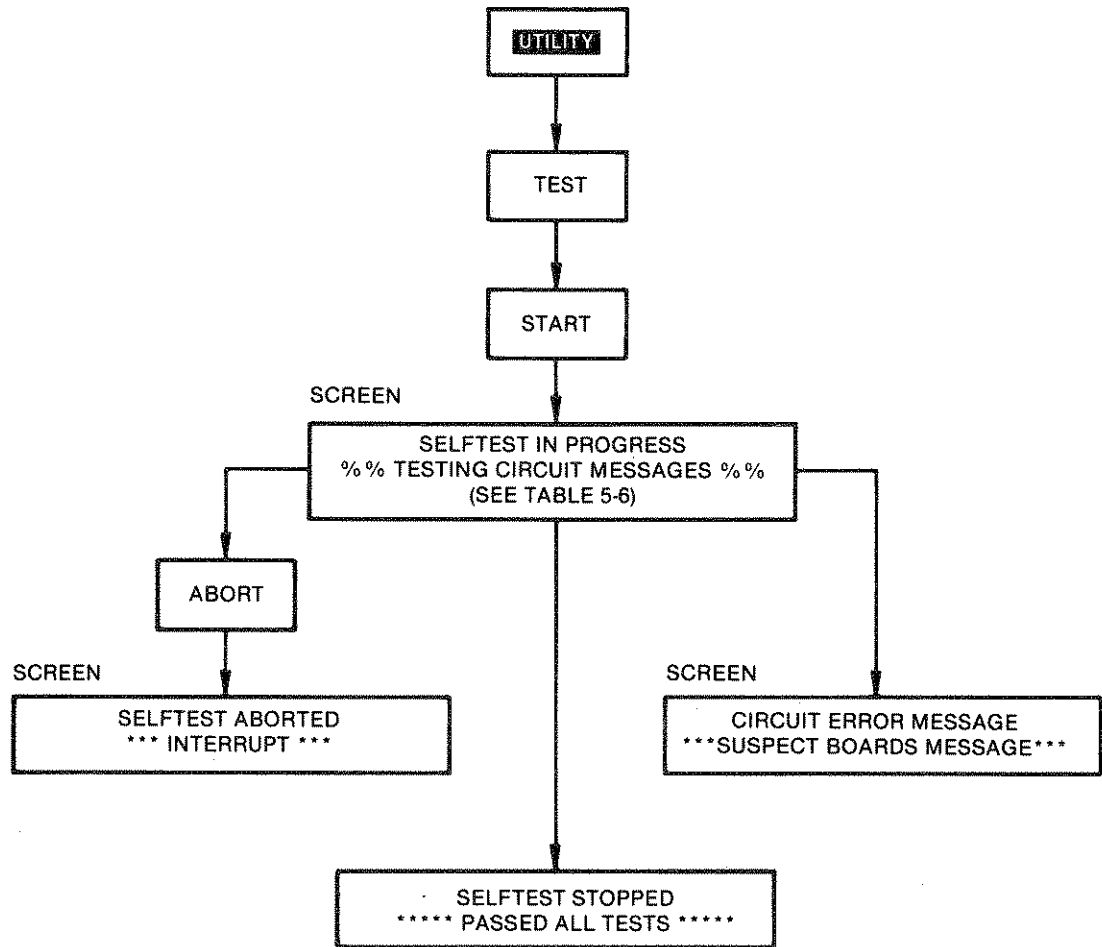 UTILITY
TEST
START
SCREEN
SELFTEST IN PROGRESS
%% TESTING CIRCUIT MESSAGES %%
(SEE TABLE 5-6)
ABORT
SCREEN
SELFTEST ABORTED
*** INTERRUPT ***
SCREEN
CIRCUIT ERROR MESSAGE
***SUSPECT BOARDS MESSAGE***
SELFTEST STOPPED
***** PASSED ALL TESTS *****